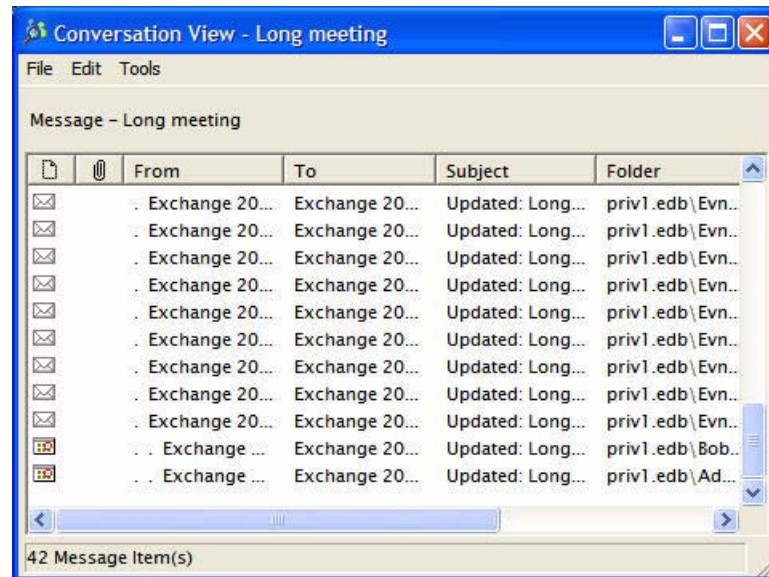 Conversation View - Long meeting
File Edit Tools
Message – Long meeting
From To Subject Folder
. Exchange 20... Exchange 20... Updated: Long... priv1.edb\Evn...
. Exchange 20... Exchange 20... Updated: Long... priv1.edb\Evn...
. Exchange 20... Exchange 20... Updated: Long... priv1.edb\Evn...
. Exchange 20... Exchange 20... Updated: Long... priv1.edb\Evn...
. Exchange 20... Exchange 20... Updated: Long... priv1.edb\Evn...
. Exchange 20... Exchange 20... Updated: Long... priv1.edb\Evn...
. Exchange 20... Exchange 20... Updated: Long... priv1.edb\Evn...
. Exchange 20... Exchange 20... Updated: Long... priv1.edb\Evn...
. Exchange 20... Exchange 20... Updated: Long... priv1.edb\Evn...
. . Exchange ... Exchange 20... Updated: Long... priv1.edb\Bob...
. . Exchange ... Exchange 20... Updated: Long... priv1.edb\Ad...
42 Message Item(s)